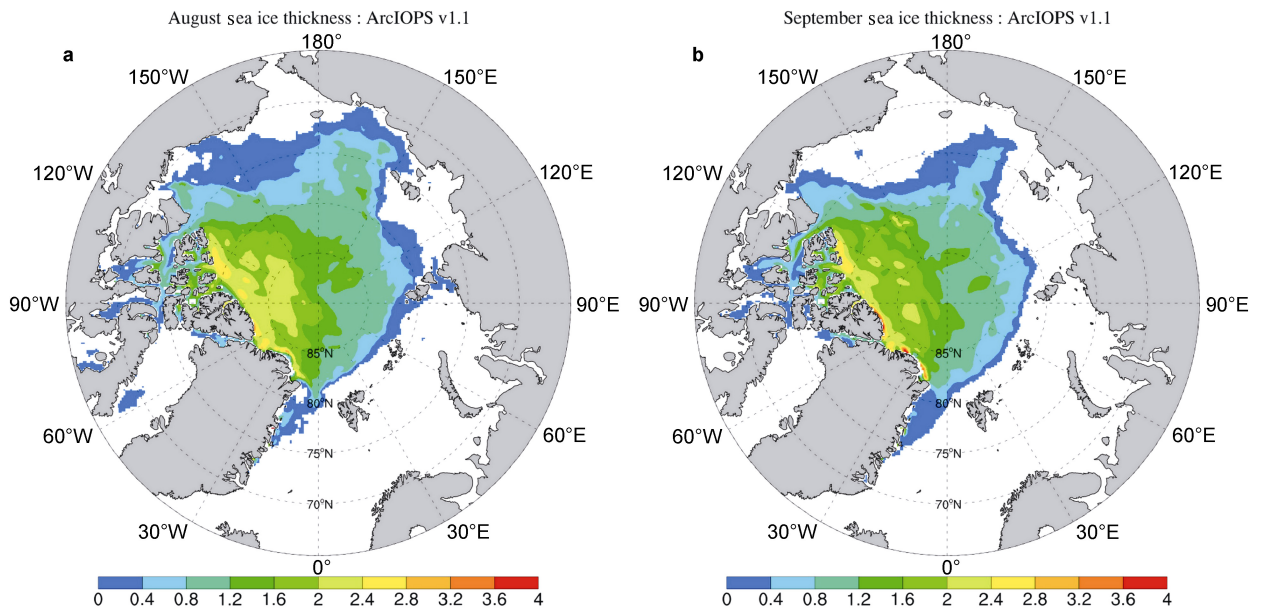 August sea ice thickness : ArcIOPS v1.1
a
180°
150°W
150°E
120°W
120°E
90°W
90°E
85°N
80°N
60°W
60°E
75°N
70°N
30°W
30°E
0°
0 0.4 0.8 1.2 1.6 2 2.4 2.8 3.2 3.6 4
September sea ice thickness : ArcIOPS v1.1
b
180°
150°W
150°E
120°W
120°E
90°W
90°E
85°N
80°N
60°W
60°E
75°N
70°N
30°W
30°E
0°
0 0.4 0.8 1.2 1.6 2 2.4 2.8 3.2 3.6 4